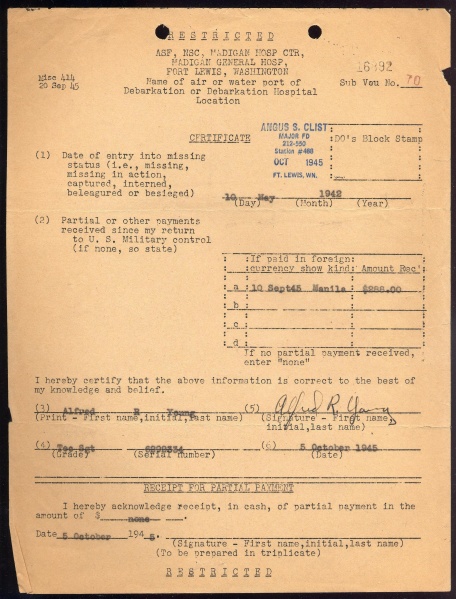 R E S T R I C T E D
ASF, NSC, MADIGAN HOSP CTR,
MADIGAN GENERAL HOSP,
FORT LEWIS, WASHINGTON
Misc 414
20 Sep 45
Name of air or water port of
Debarkation or Debarkation Hospital
Location
Sub Vou No. 70
CERTIFICATE
ANGUS S. CLIST
MAJOR FD
212-550
Station #488
OCT 1945
FT. LEWIS, WN.
DO's Block Stamp
(1) Date of entry into missing
status (i.e., missing,
missing in action,
captured, interned,
beleagured or besieged)
10 May 1942
(Day) (Month) (Year)
(2) Partial or other payments
received since my return
to U. S. Military control
(if none, so state)
If paid in foreign
currency show kind: Amount Rec'
a 10 Sept45 Manila $288.00
b
c
d
If no partial payment received,
enter "none"
I hereby certify that the above information is correct to the best of
my knowledge and belief.
(3) Alfred R Young (5) Alfred R. Young
(Print - First name,initial,last name) (Signature - First name,
initial,last name)
(4) Tec Sgt (6) 5 October 1945
(Grade) (Serial number) (Date)
RECEIPT FOR PARTIAL PAYMENT
I hereby acknowledge receipt, in cash, of partial payment in the
amount of $ none .
Date 5 October 194 5.
(Signature - First name,initial,last name)
(To be prepared in triplicate)
R E S T R I C T E D